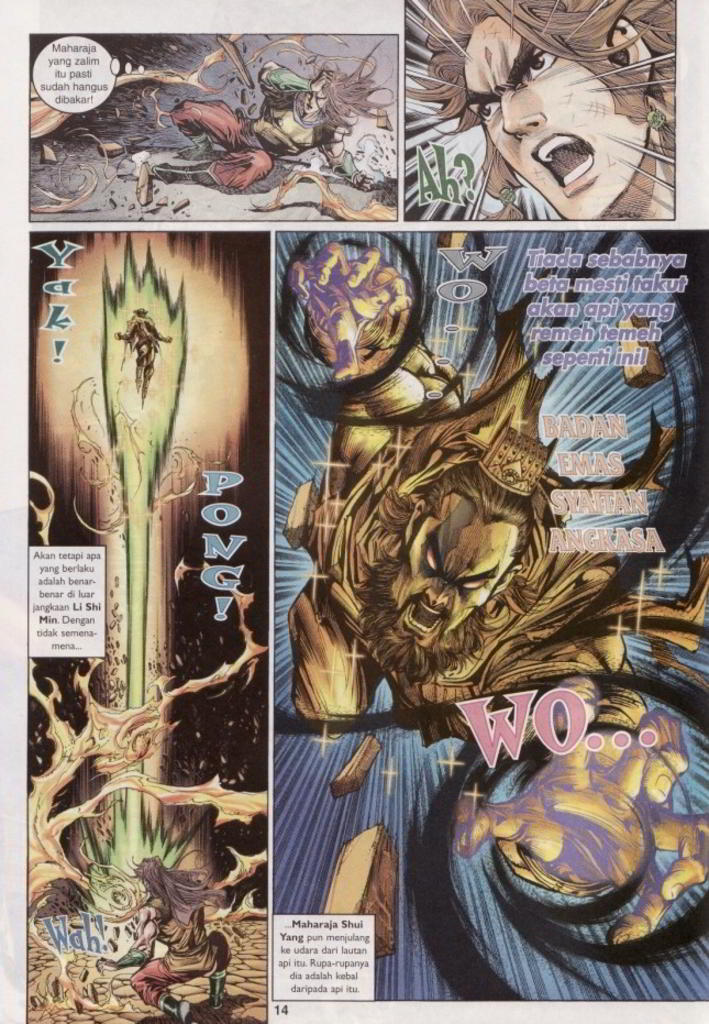 Maharaja
yang zalim
itu pasti
sudah hangus
dibakar!
Ah?
Yak!
PONG!
Akan tetapi apa
yang berlaku
adalah benar-
benar di luar
jangkaan Li Shi
Min. Dengan
tidak semena-
mena...
Wah!
WO---
Tiada sebabnya
beta mesti takut
akan api yang
remeh temeh
seperti ini!
BADAN
EMAS
SYAITAN
ANGKASA
WO...
...Maharaja Shui
Yang pun menjulang
ke udara dari lautan
api itu. Rupa-rupanya
dia adalah kebal
daripada api itu.
14